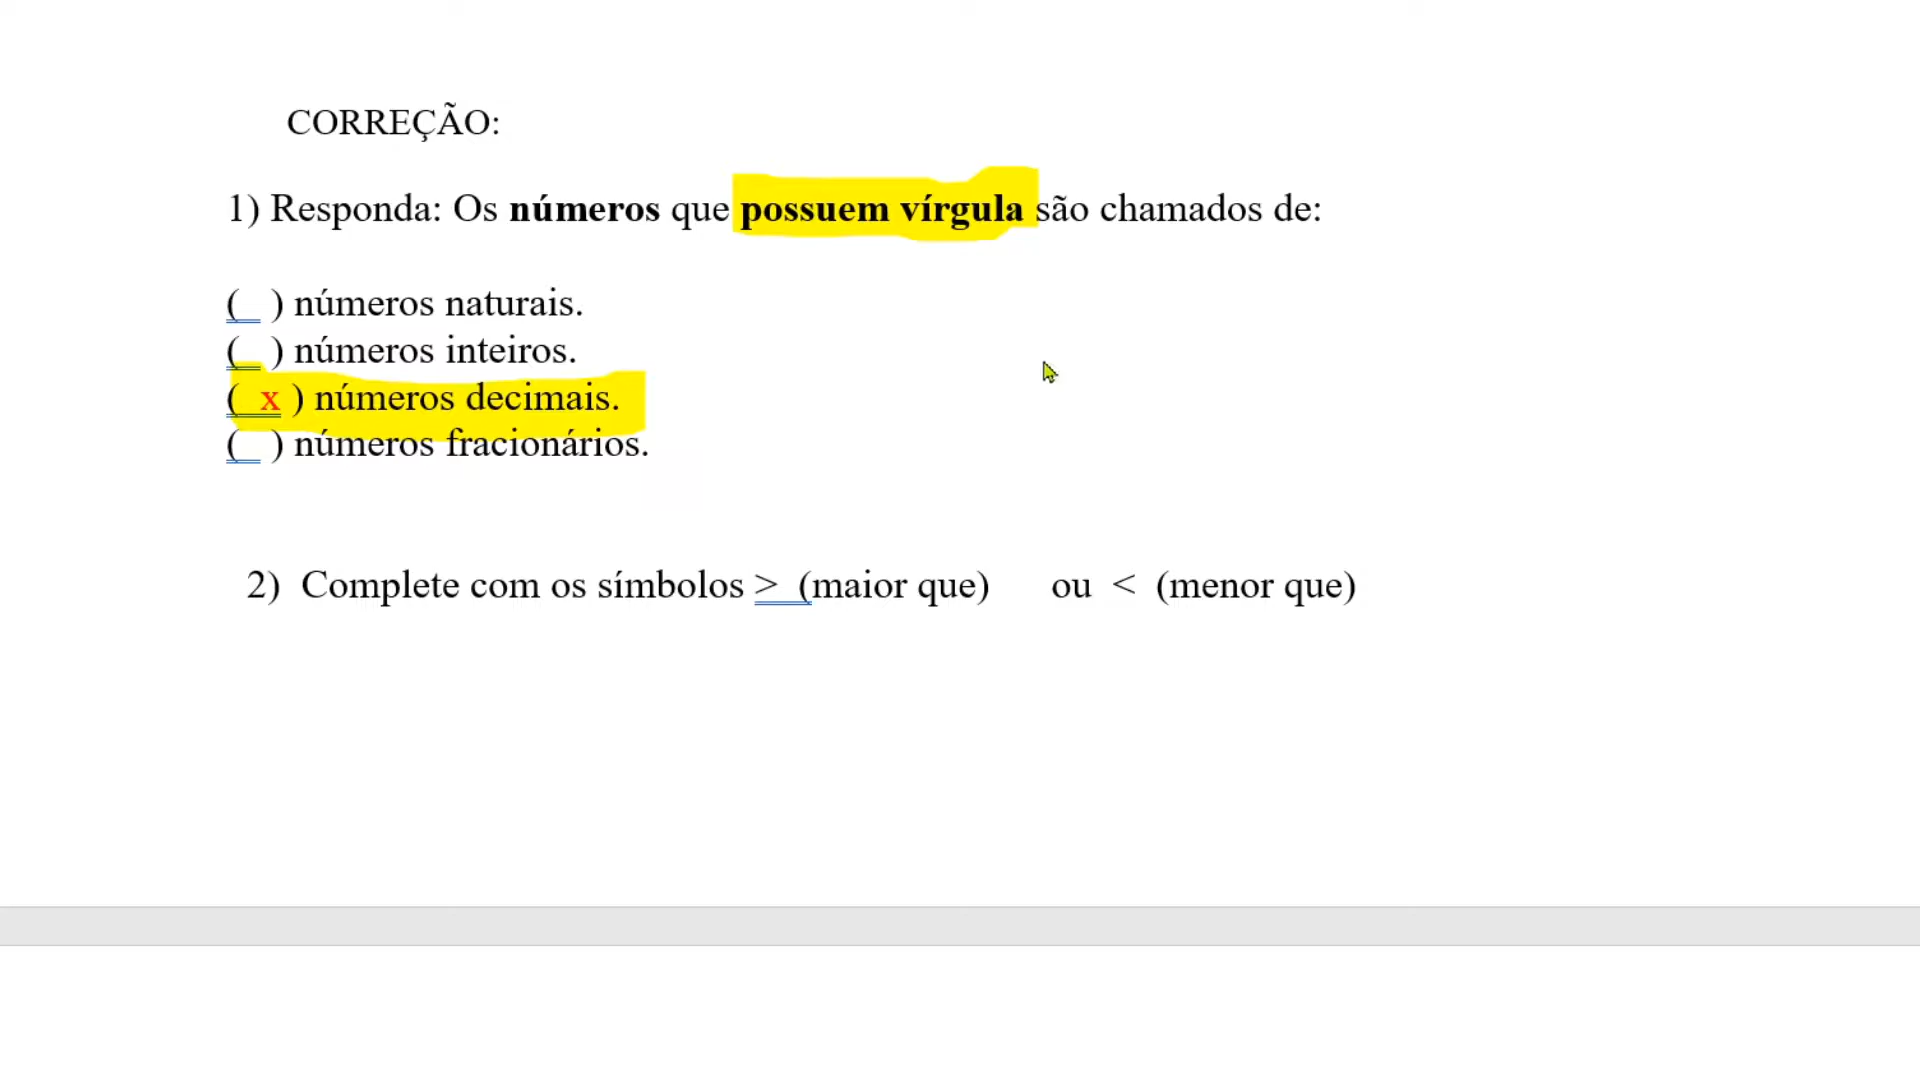 CORREÇÃO:
1) Responda: Os números que possuem vírgula são chamados de:
( ) números naturais.
( ) números inteiros.
( x ) números decimais.
( ) números fracionários.
2) Complete com os símbolos > (maior que) ou < (menor que)